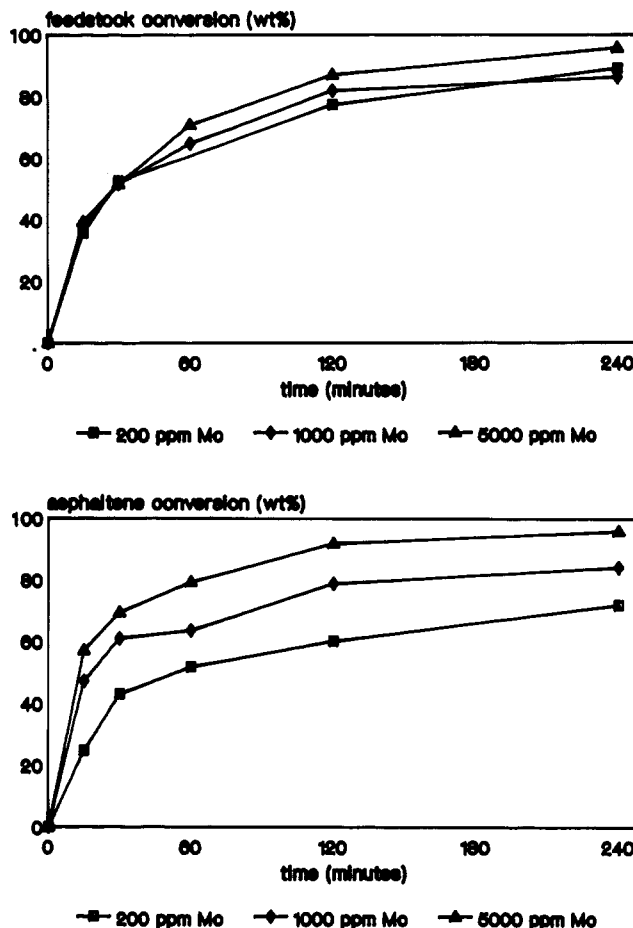 feedstock conversion (wt%)
100
80
60
40
20
0
0 60 120 180 240
time (minutes)
200 ppm Mo 1000 ppm Mo 5000 ppm Mo
asphaltene conversion (wt%)
100
80
60
40
20
0
0 60 120 180 240
time (minutes)
200 ppm Mo 1000 ppm Mo 5000 ppm Mo